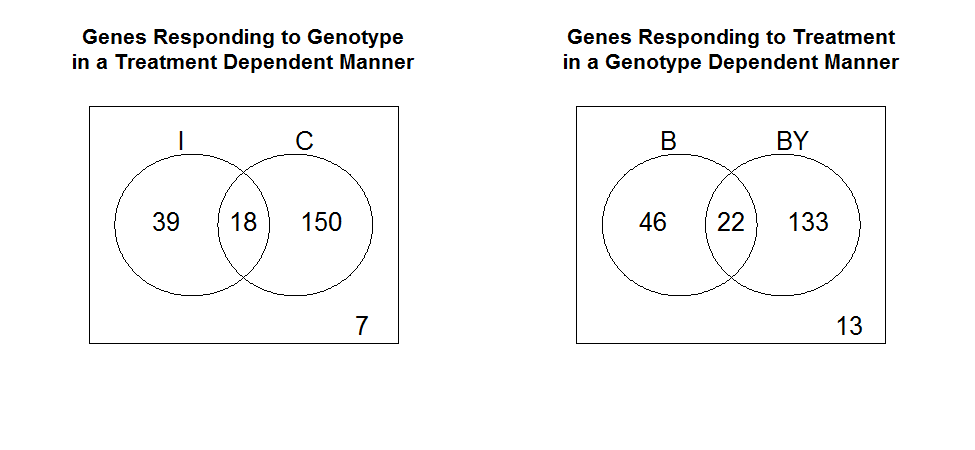 Genes Responding to Genotype
in a Treatment Dependent Manner
I C
39 18 150
7
Genes Responding to Treatment
in a Genotype Dependent Manner
B BY
46 22 133
13